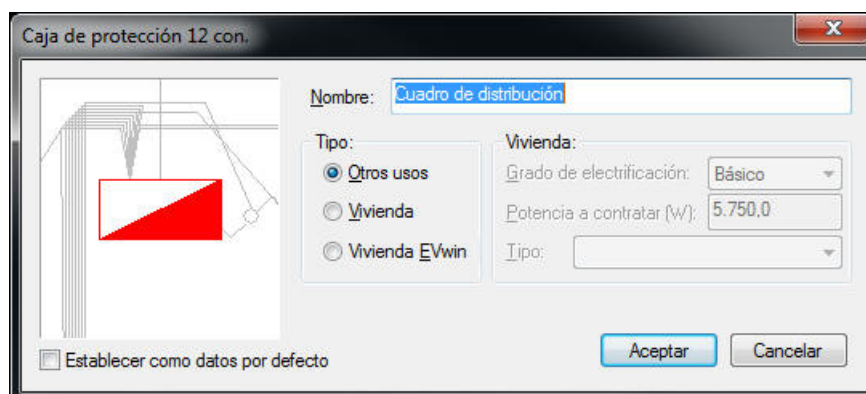 Caja de protección 12 con.
Nombre: Cuadro de distribución
Tipo:
Otros usos
Vivienda
Vivienda EVwin
Vivienda:
Grado de electrificación: Básico
Potencia a contratar (W): 5.750,0
Tipo:
Establecer como datos por defecto
Aceptar Cancelar